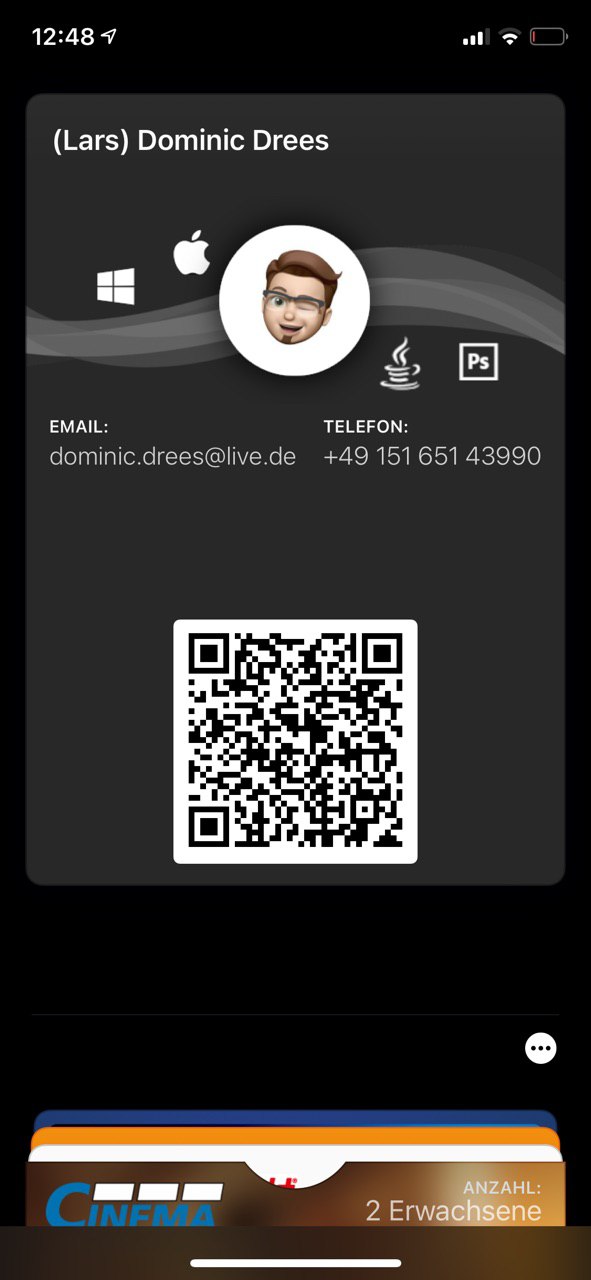 12:48
(Lars) Dominic Drees
Ps
EMAIL: TELEFON:
dominic.drees@live.de +49 151 651 43990
CINEMA
ANZAHL:
2 Erwachsene